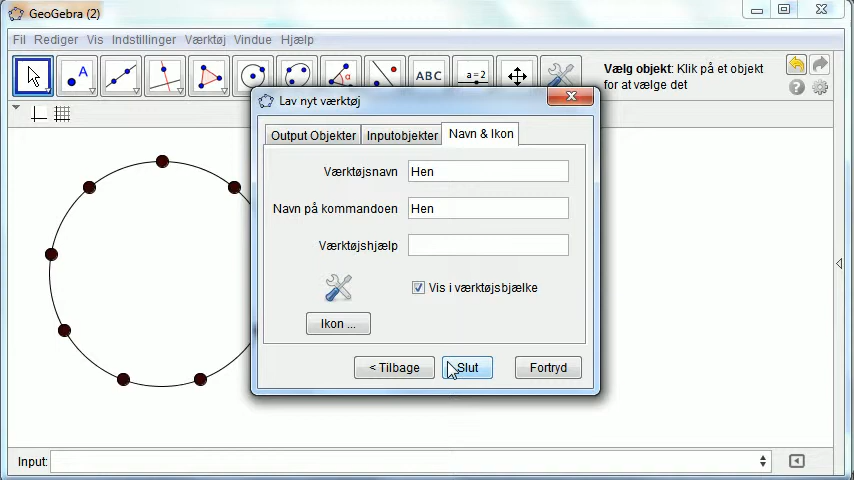 GeoGebra (2)
Fil Rediger Vis Indstillinger Værktøj Vindue Hjælp
A
ABC
a=2
Vælg objekt: Klik på et objekt
for at vælge det
Lav nyt værktøj
Output Objekter Inputobjekter Navn & Ikon
Værktøjsnavn Hen
Navn på kommandoen Hen
Værktøjshjælp
Vis i værktøjsbjælke
Ikon ...
< Tilbage Slut Fortryd
Input: